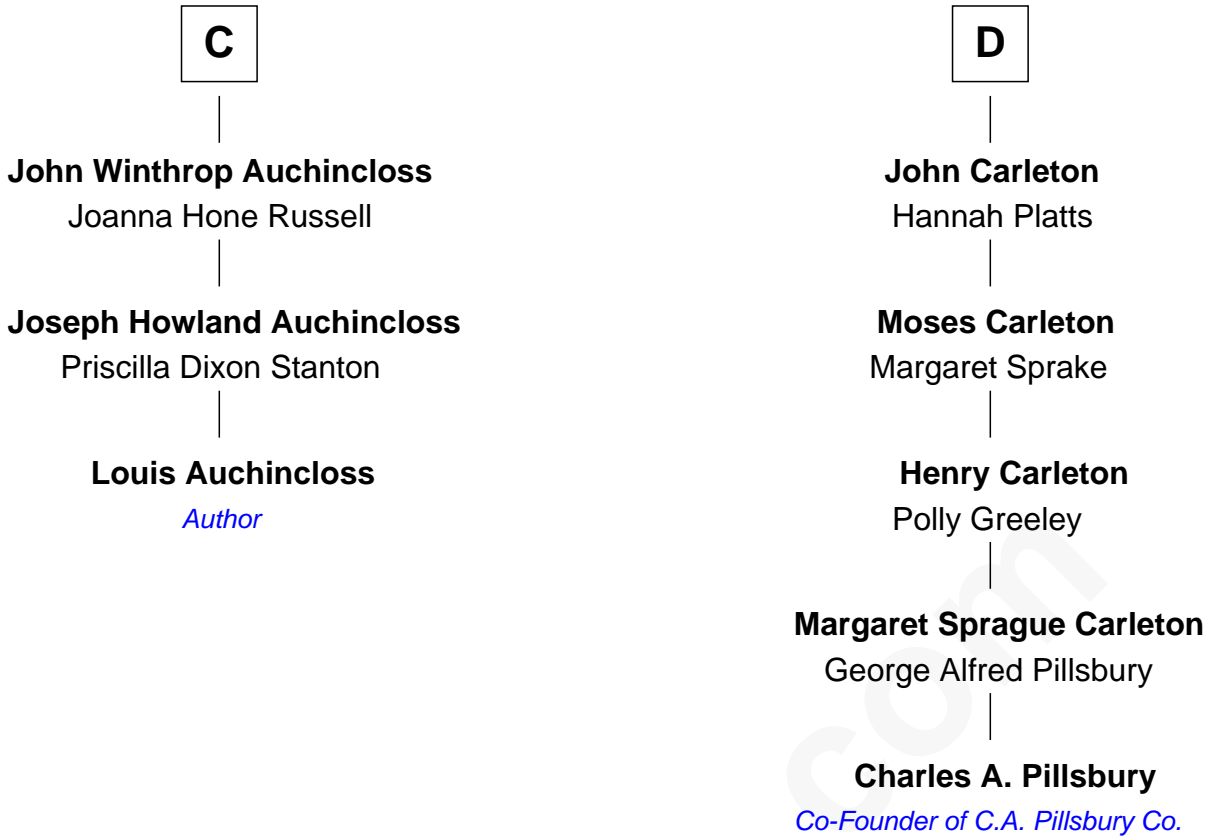 C
John Winthrop Auchincloss
Joanna Hone Russell
Joseph Howland Auchincloss
Priscilla Dixon Stanton
Louis Auchincloss
Author
D
John Carleton
Hannah Platts
Moses Carleton
Margaret Sprake
Henry Carleton
Polly Greeley
Margaret Sprague Carleton
George Alfred Pillsbury
Charles A. Pillsbury
Co-Founder of C.A. Pillsbury Co.
com